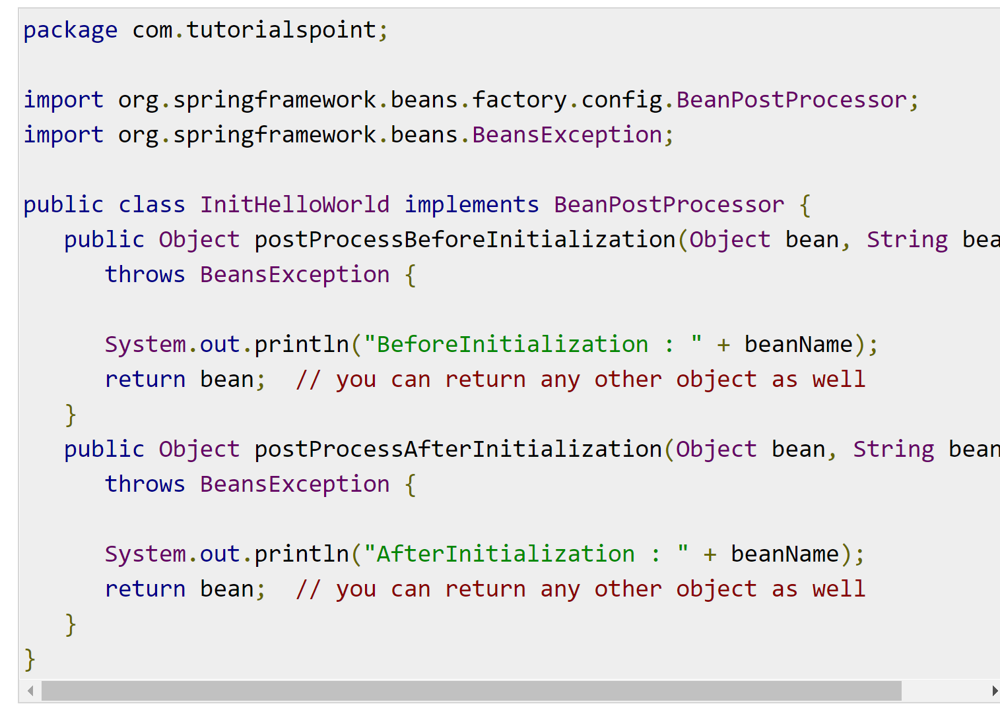 package com.tutorialspoint;
import org.springframework.beans.factory.config.BeanPostProcessor;
import org.springframework.beans.BeansException;
public class InitHelloWorld implements BeanPostProcessor {
public Object postProcessBeforeInitialization(Object bean, String bea
throws BeansException {
System.out.println("BeforeInitialization : " + beanName);
return bean;  // you can return any other object as well
}
public Object postProcessAfterInitialization(Object bean, String bean
throws BeansException {
System.out.println("AfterInitialization : " + beanName);
return bean;  // you can return any other object as well
}
}